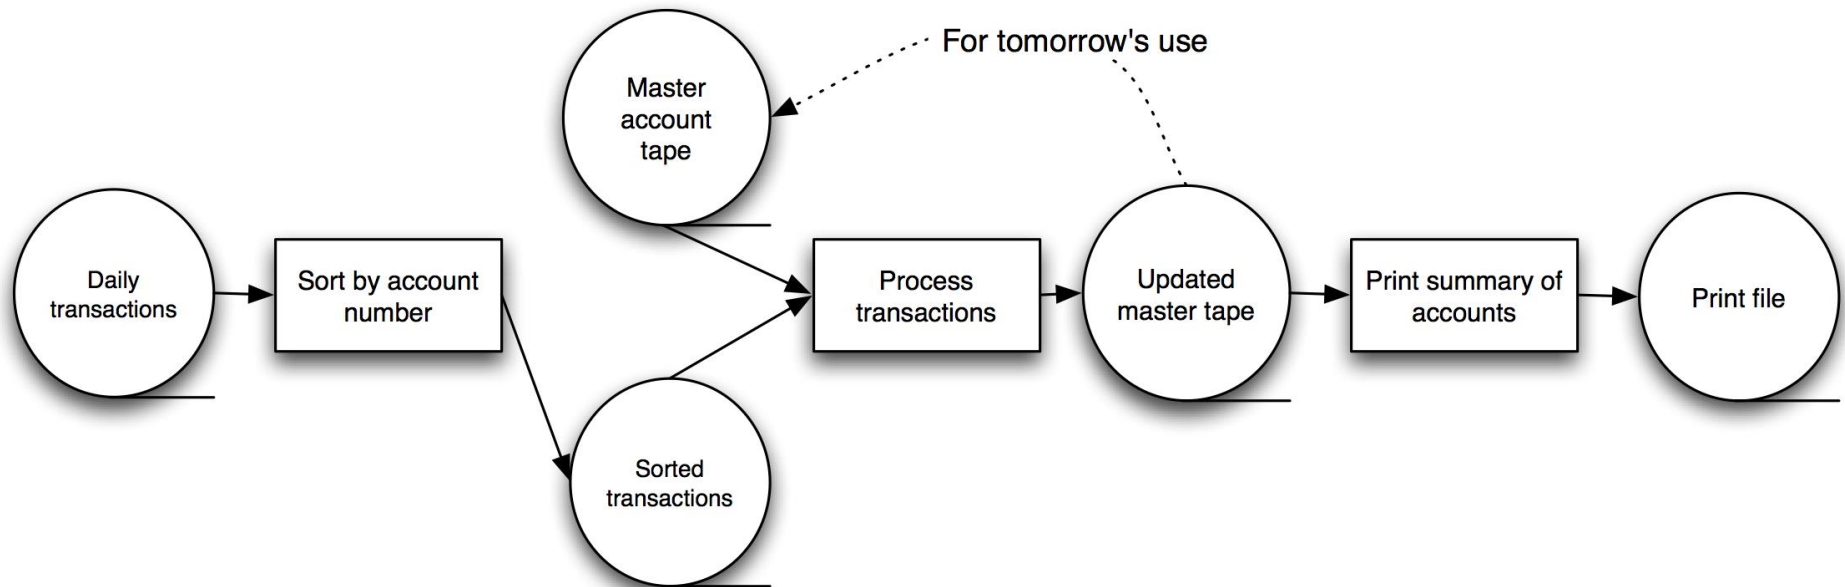 For tomorrow's use
Master
account
tape
Daily
transactions
Sort by account
number
Sorted
transactions
Process
transactions
Updated
master tape
Print summary of
accounts
Print file